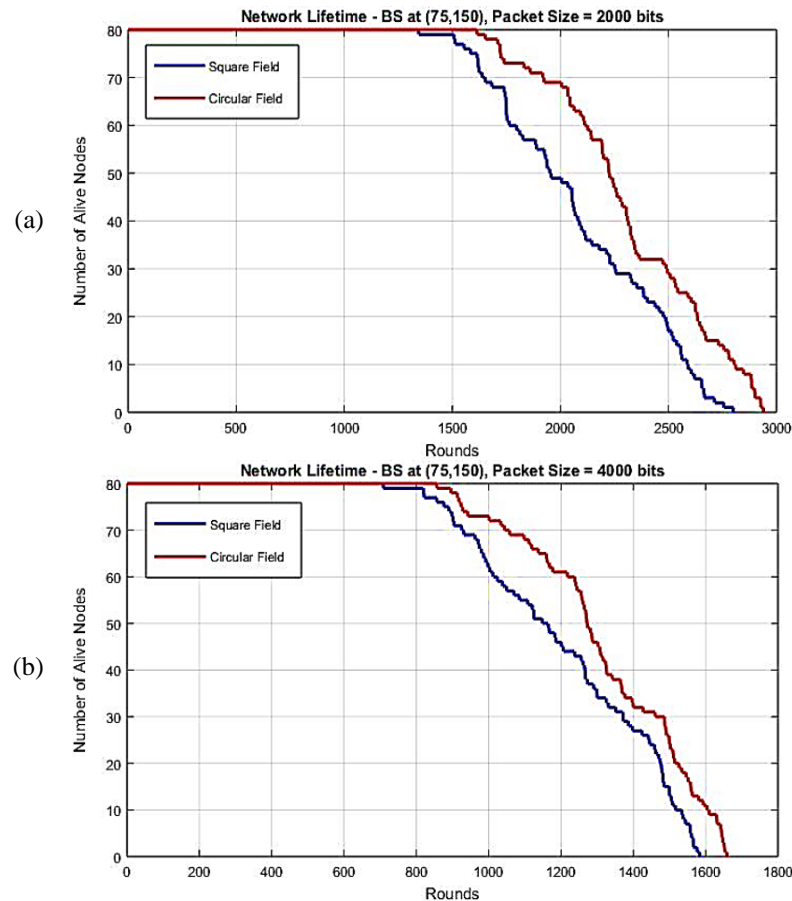 Network Lifetime - BS at (75,150), Packet Size = 2000 bits
80
70
60
50
40
30
20
10
0
Number of Alive Nodes
Square Field
Circular Field
(a)
0 500 1000 1500 2000 2500 3000
Rounds
Network Lifetime - BS at (75,150), Packet Size = 4000 bits
80
70
60
50
40
30
20
10
0
Number of Alive Nodes
Square Field
Circular Field
(b)
0 200 400 600 800 1000 1200 1400 1600 1800
Rounds